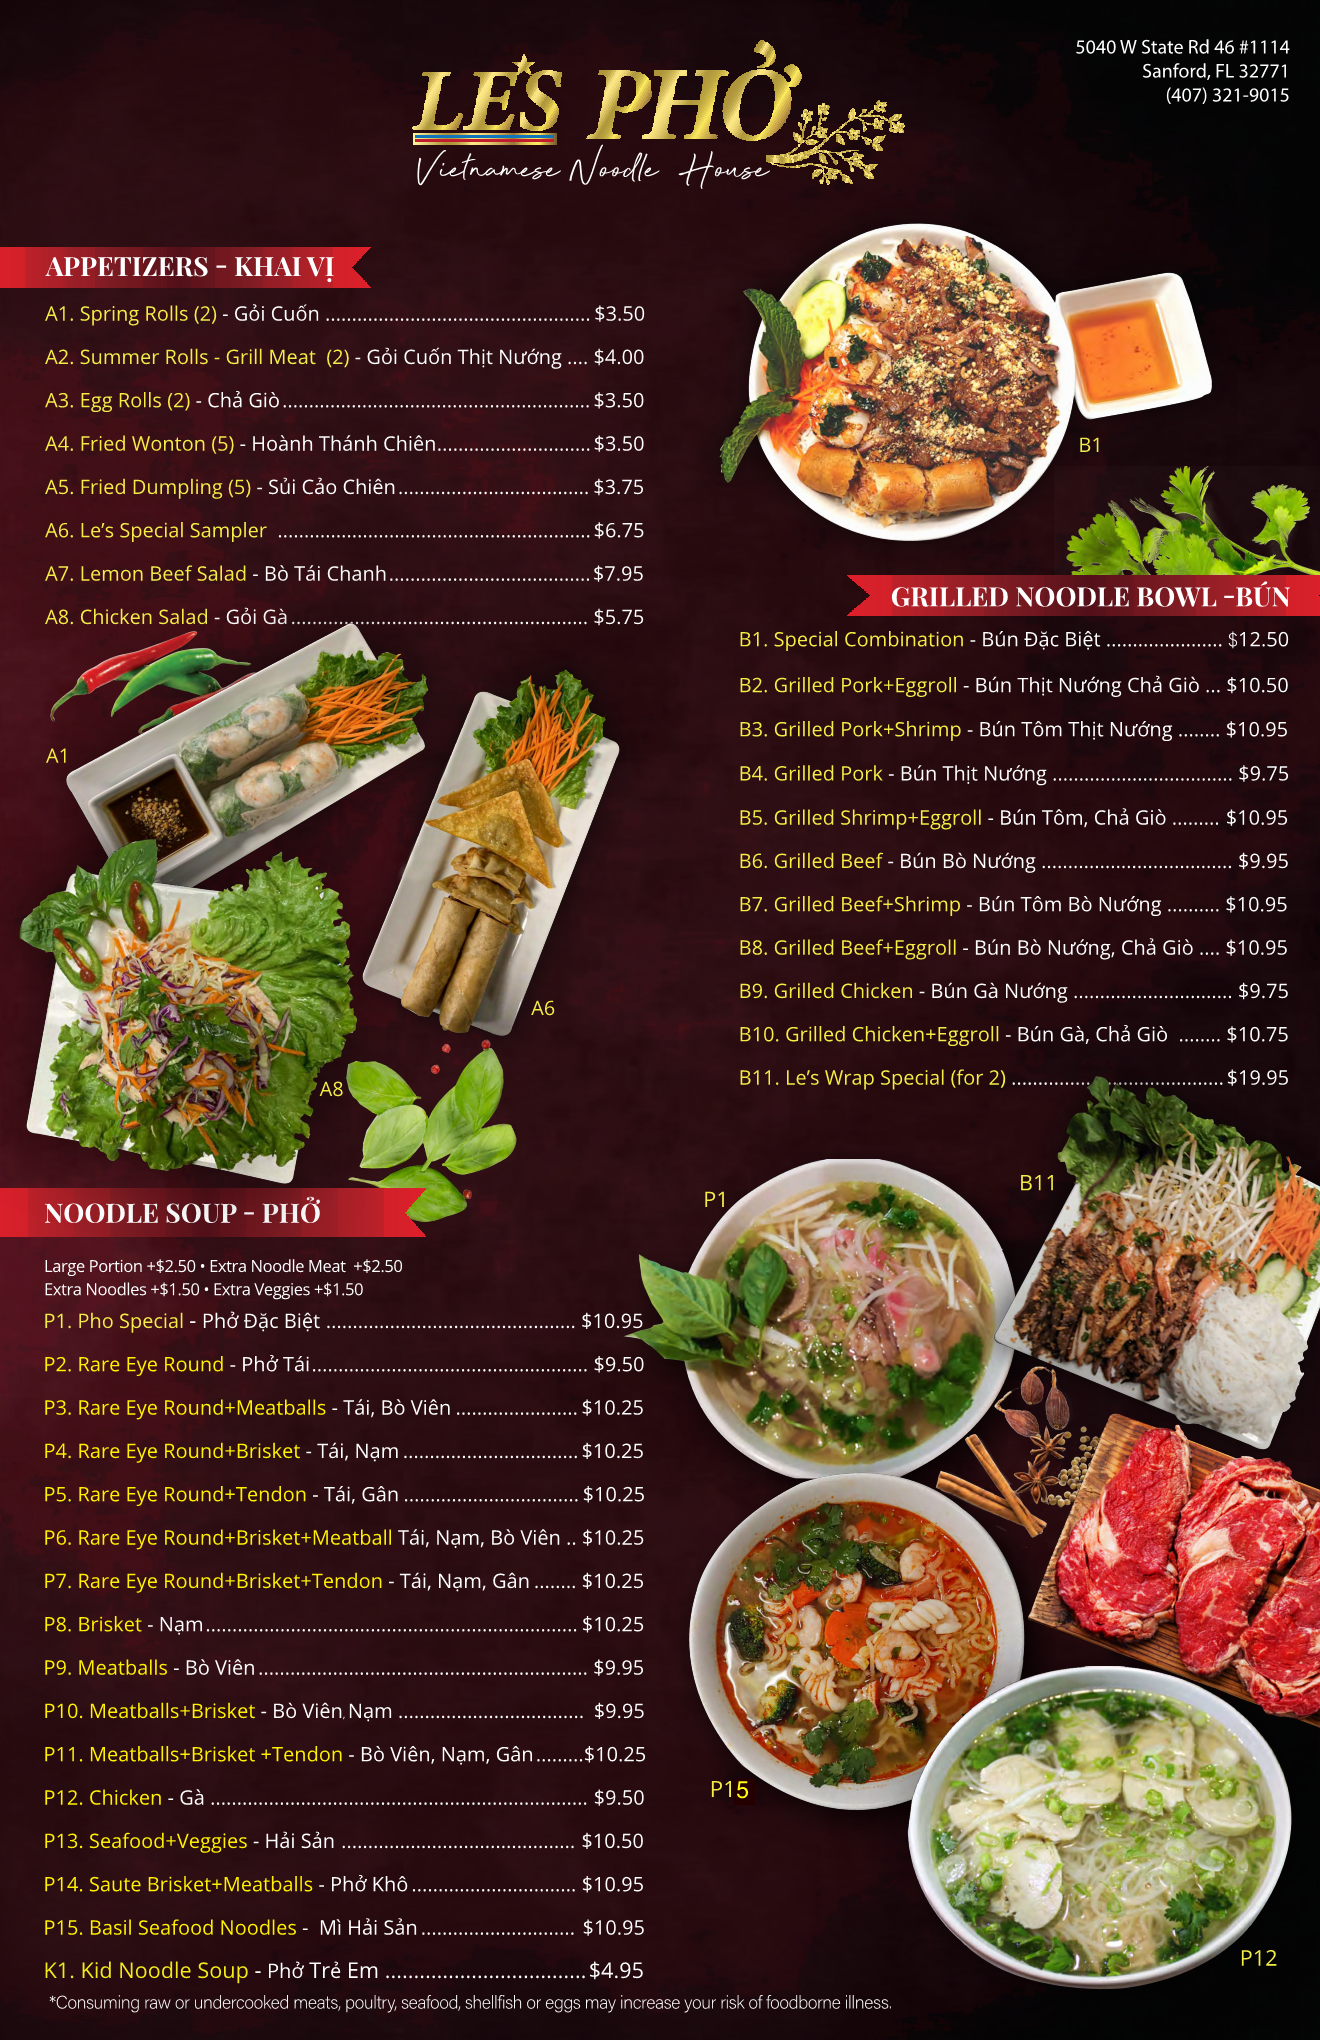 LE'S PHỞ
Vietnamese Noodle House
5040 W State Rd 46 #1114
Sanford, FL 32771
(407) 321-9015
APPETIZERS - KHAI VỊ
A1. Spring Rolls (2) - Gỏi Cuốn ................................................. $3.50
A2. Summer Rolls - Grill Meat (2) - Gỏi Cuốn Thịt Nướng .... $4.00
A3. Egg Rolls (2) - Chả Giò......................................................... $3.50
A4. Fried Wonton (5) - Hoành Thánh Chiên............................ $3.50
A5. Fried Dumpling (5) - Sủi Cảo Chiên................................... $3.75
A6. Le's Special Sampler .......................................................... $6.75
A7. Lemon Beef Salad - Bò Tái Chanh..................................... $7.95
A8. Chicken Salad - Gỏi Gà........................................................ $5.75
A1
A6
A8
B1
GRILLED NOODLE BOWL -BÚN
B1. Special Combination - Bún Đặc Biệt ...................... $12.50
B2. Grilled Pork+Eggroll - Bún Thịt Nướng Chả Giò ... $10.50
B3. Grilled Pork+Shrimp - Bún Tôm Thịt Nướng ........ $10.95
B4. Grilled Pork - Bún Thịt Nướng .................................. $9.75
B5. Grilled Shrimp+Eggroll - Bún Tôm, Chả Giò ......... $10.95
B6. Grilled Beef - Bún Bò Nướng .................................... $9.95
B7. Grilled Beef+Shrimp - Bún Tôm Bò Nướng .......... $10.95
B8. Grilled Beef+Eggroll - Bún Bò Nướng, Chả Giò .... $10.95
B9. Grilled Chicken - Bún Gà Nướng .............................. $9.75
B10. Grilled Chicken+Eggroll - Bún Gà, Chả Giò ........ $10.75
B11. Le's Wrap Special (for 2) ........................................ $19.95
NOODLE SOUP - PHỞ
Large Portion +$2.50 • Extra Noodle Meat +$2.50
Extra Noodles +$1.50 • Extra Veggies +$1.50
P1. Pho Special - Phở Đặc Biệt ............................................... $10.95
P2. Rare Eye Round - Phở Tái.................................................... $9.50
P3. Rare Eye Round+Meatballs - Tái, Bò Viên ....................... $10.25
P4. Rare Eye Round+Brisket - Tái, Nạm ................................. $10.25
P5. Rare Eye Round+Tendon - Tái, Gân ................................. $10.25
P6. Rare Eye Round+Brisket+Meatball Tái, Nạm, Bò Viên .. $10.25
P7. Rare Eye Round+Brisket+Tendon - Tái, Nạm, Gân ........ $10.25
P8. Brisket - Nạm...................................................................... $10.25
P9. Meatballs - Bò Viên.............................................................. $9.95
P10. Meatballs+Brisket - Bò Viên, Nạm ................................... $9.95
P11. Meatballs+Brisket +Tendon - Bò Viên, Nạm, Gân.........$10.25
P12. Chicken - Gà ....................................................................... $9.50
P13. Seafood+Veggies - Hải Sản ............................................ $10.50
P14. Saute Brisket+Meatballs - Phở Khô............................... $10.95
P15. Basil Seafood Noodles - Mì Hải Sản ............................. $10.95
K1. Kid Noodle Soup - Phở Trẻ Em ................................... $4.95
*Consuming raw or undercooked meats, poultry, seafood, shellfish or eggs may increase your risk of foodborne illness.
P1
B11
P15
P12